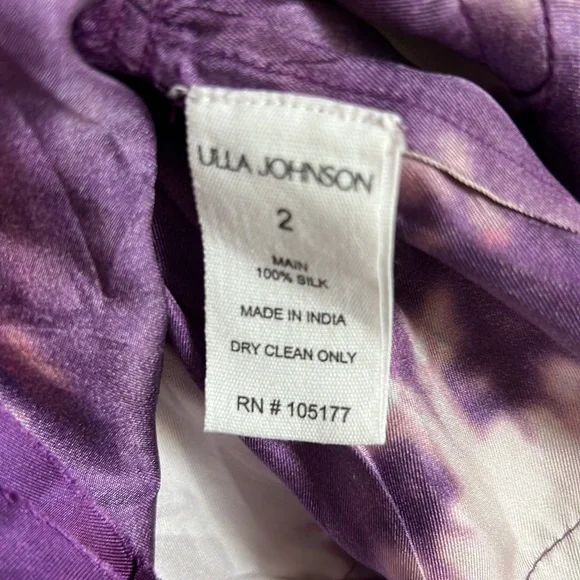 ULLA JOHNSON
2
MAIN
100% SILK
MADE IN INDIA
DRY CLEAN ONLY
RN # 105177